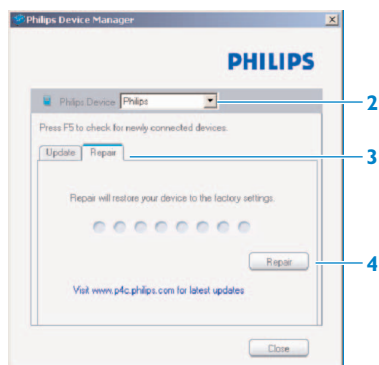 Philips Device Manager
PHILIPS
Philips Device Philips
2
Press F5 to check for newly connected devices.
Update Repair
3
Repair will restore your device to the factory settings.
Repair
4
Visit www.p4c.philips.com for latest updates
Close